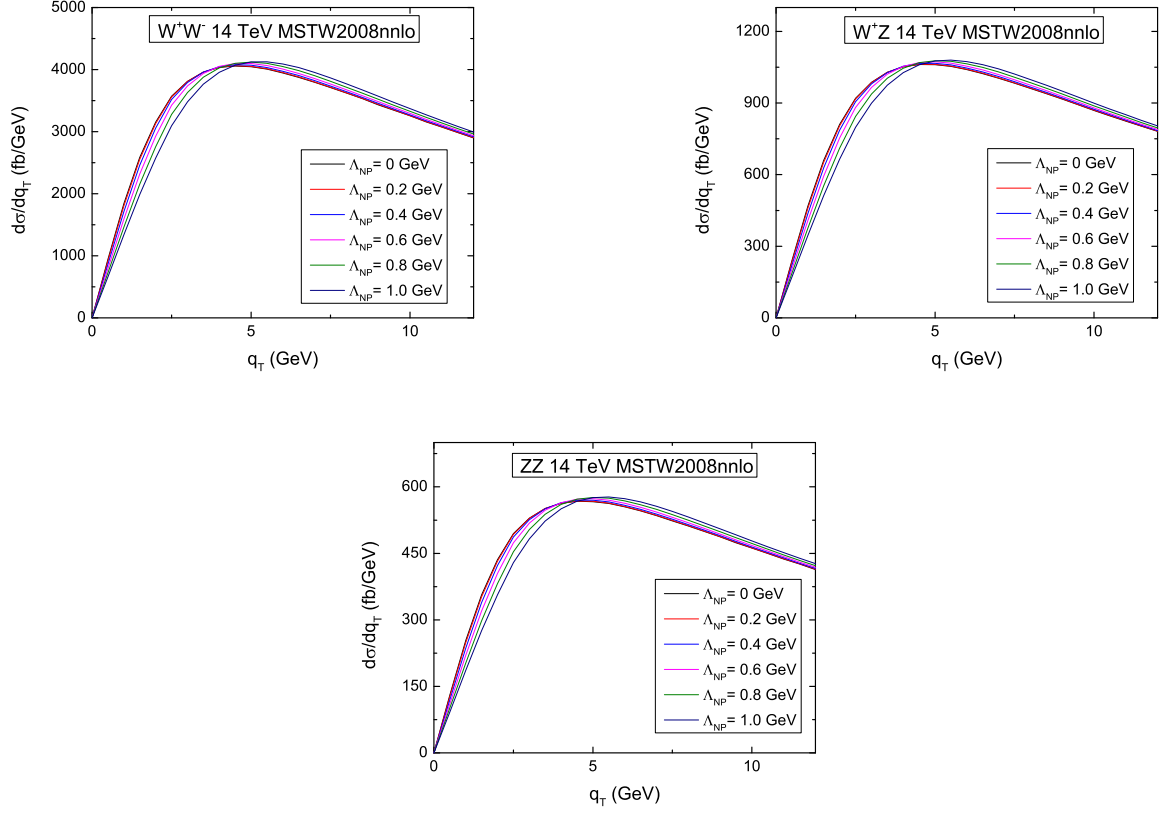 W⁺W⁻ 14 TeV MSTW2008nnlo
dσ/dq_T (fb/GeV)
5000
4000
3000
2000
1000
0
Λ_NP= 0 GeV
Λ_NP= 0.2 GeV
Λ_NP= 0.4 GeV
Λ_NP= 0.6 GeV
Λ_NP= 0.8 GeV
Λ_NP= 1.0 GeV
0 5 10
q_T (GeV)
W⁺Z 14 TeV MSTW2008nnlo
dσ/dq_T (fb/GeV)
1200
900
600
300
0
Λ_NP= 0 GeV
Λ_NP= 0.2 GeV
Λ_NP= 0.4 GeV
Λ_NP= 0.6 GeV
Λ_NP= 0.8 GeV
Λ_NP= 1.0 GeV
0 5 10
q_T (GeV)
ZZ 14 TeV MSTW2008nnlo
dσ/dq_T (fb/GeV)
600
450
300
150
0
Λ_NP= 0 GeV
Λ_NP= 0.2 GeV
Λ_NP= 0.4 GeV
Λ_NP= 0.6 GeV
Λ_NP= 0.8 GeV
Λ_NP= 1.0 GeV
0 5 10
q_T (GeV)